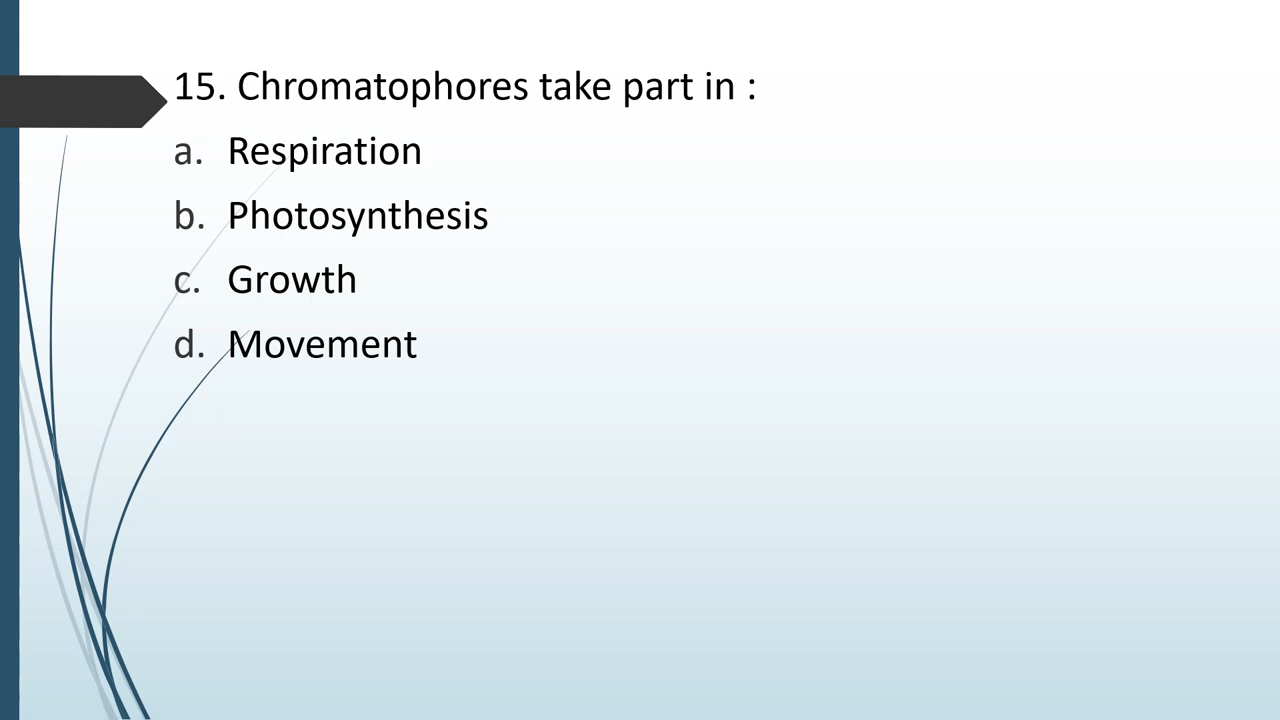 15. Chromatophores take part in :
a. Respiration
b. Photosynthesis
c. Growth
d. Movement